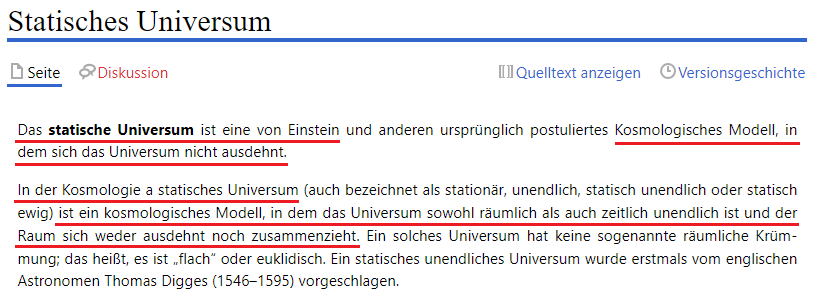 Statisches Universum
Seite Diskussion Quelltext anzeigen Versionsgeschichte
Das statische Universum ist eine von Einstein und anderen ursprünglich postuliertes Kosmologisches Modell, in
dem sich das Universum nicht ausdehnt.
In der Kosmologie a statisches Universum (auch bezeichnet als stationär, unendlich, statisch unendlich oder statisch
ewig) ist ein kosmologisches Modell, in dem das Universum sowohl räumlich als auch zeitlich unendlich ist und der
Raum sich weder ausdehnt noch zusammenzieht. Ein solches Universum hat keine sogenannte räumliche Krüm-
mung; das heißt, es ist „flach“ oder euklidisch. Ein statisches unendliches Universum wurde erstmals vom englischen
Astronomen Thomas Digges (1546–1595) vorgeschlagen.